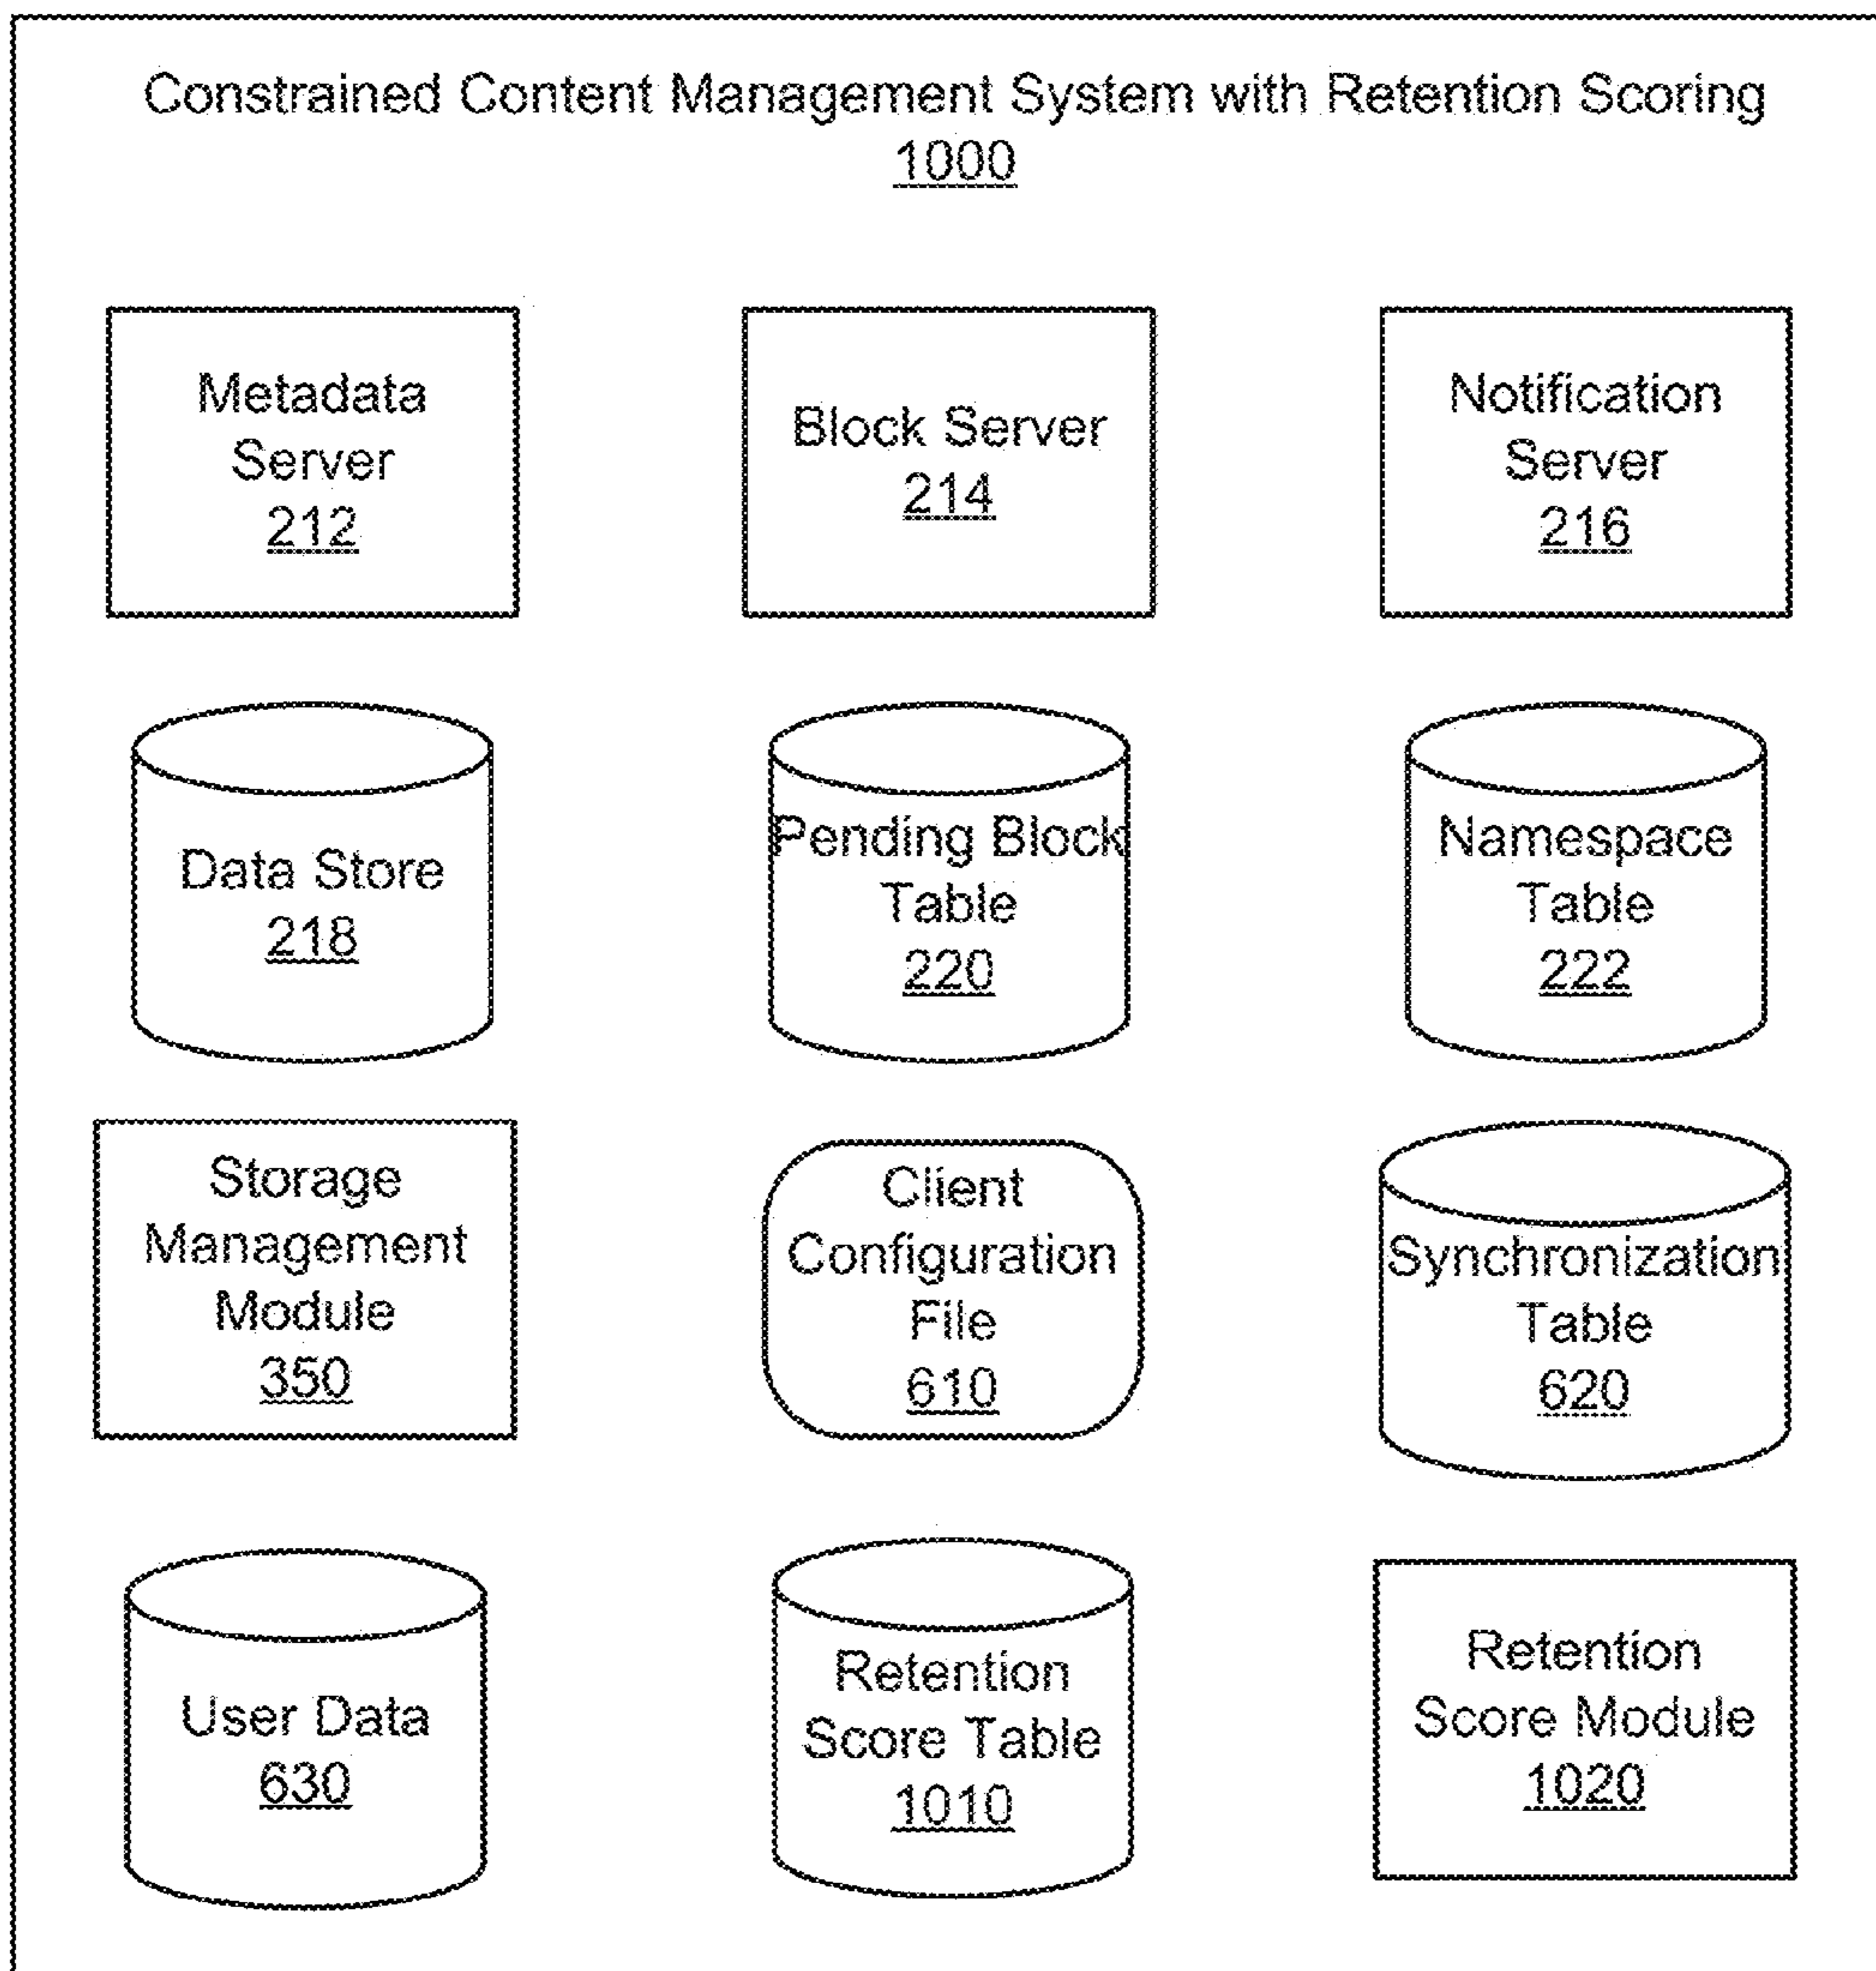 Constrained Content Management System with Retention Scoring
1000
Metadata
Server
212
Block Server
214
Notification
Server
216
Data Store
218
Pending Block
Table
220
Namespace
Table
222
Storage
Management
Module
350
Client
Configuration
File
610
Synchronization
Table
620
User Data
630
Retention
Score Table
1010
Retention
Score Module
1020